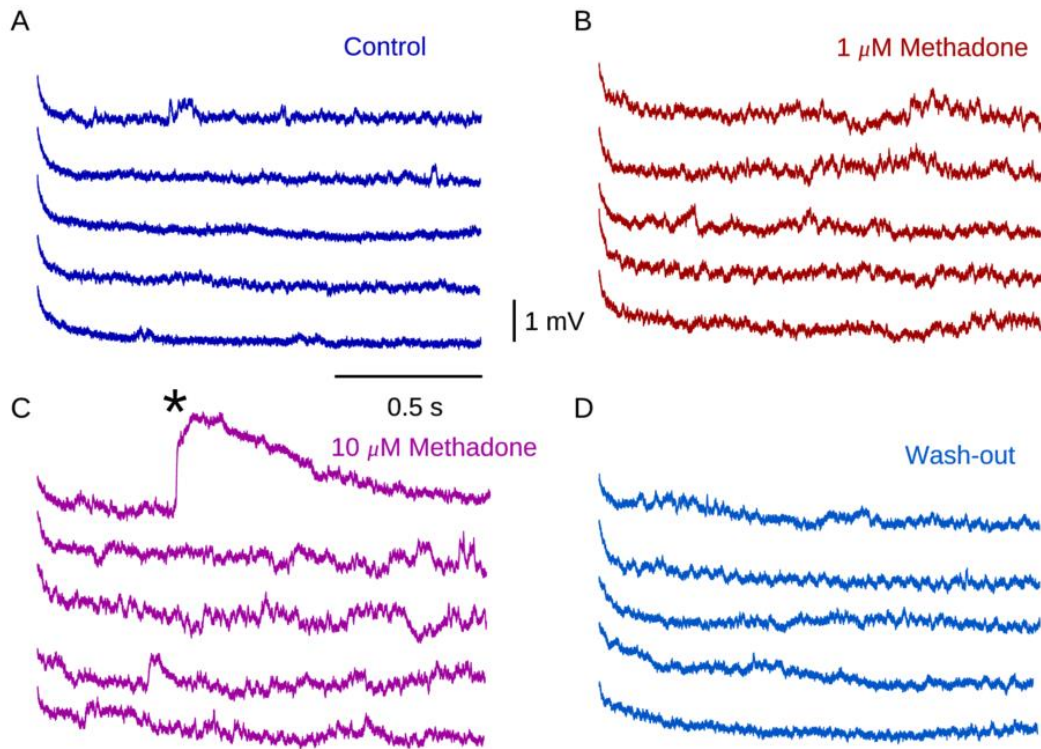 A
Control
B
1 μM Methadone
1 mV
0.5 s
C
*
10 μM Methadone
D
Wash-out